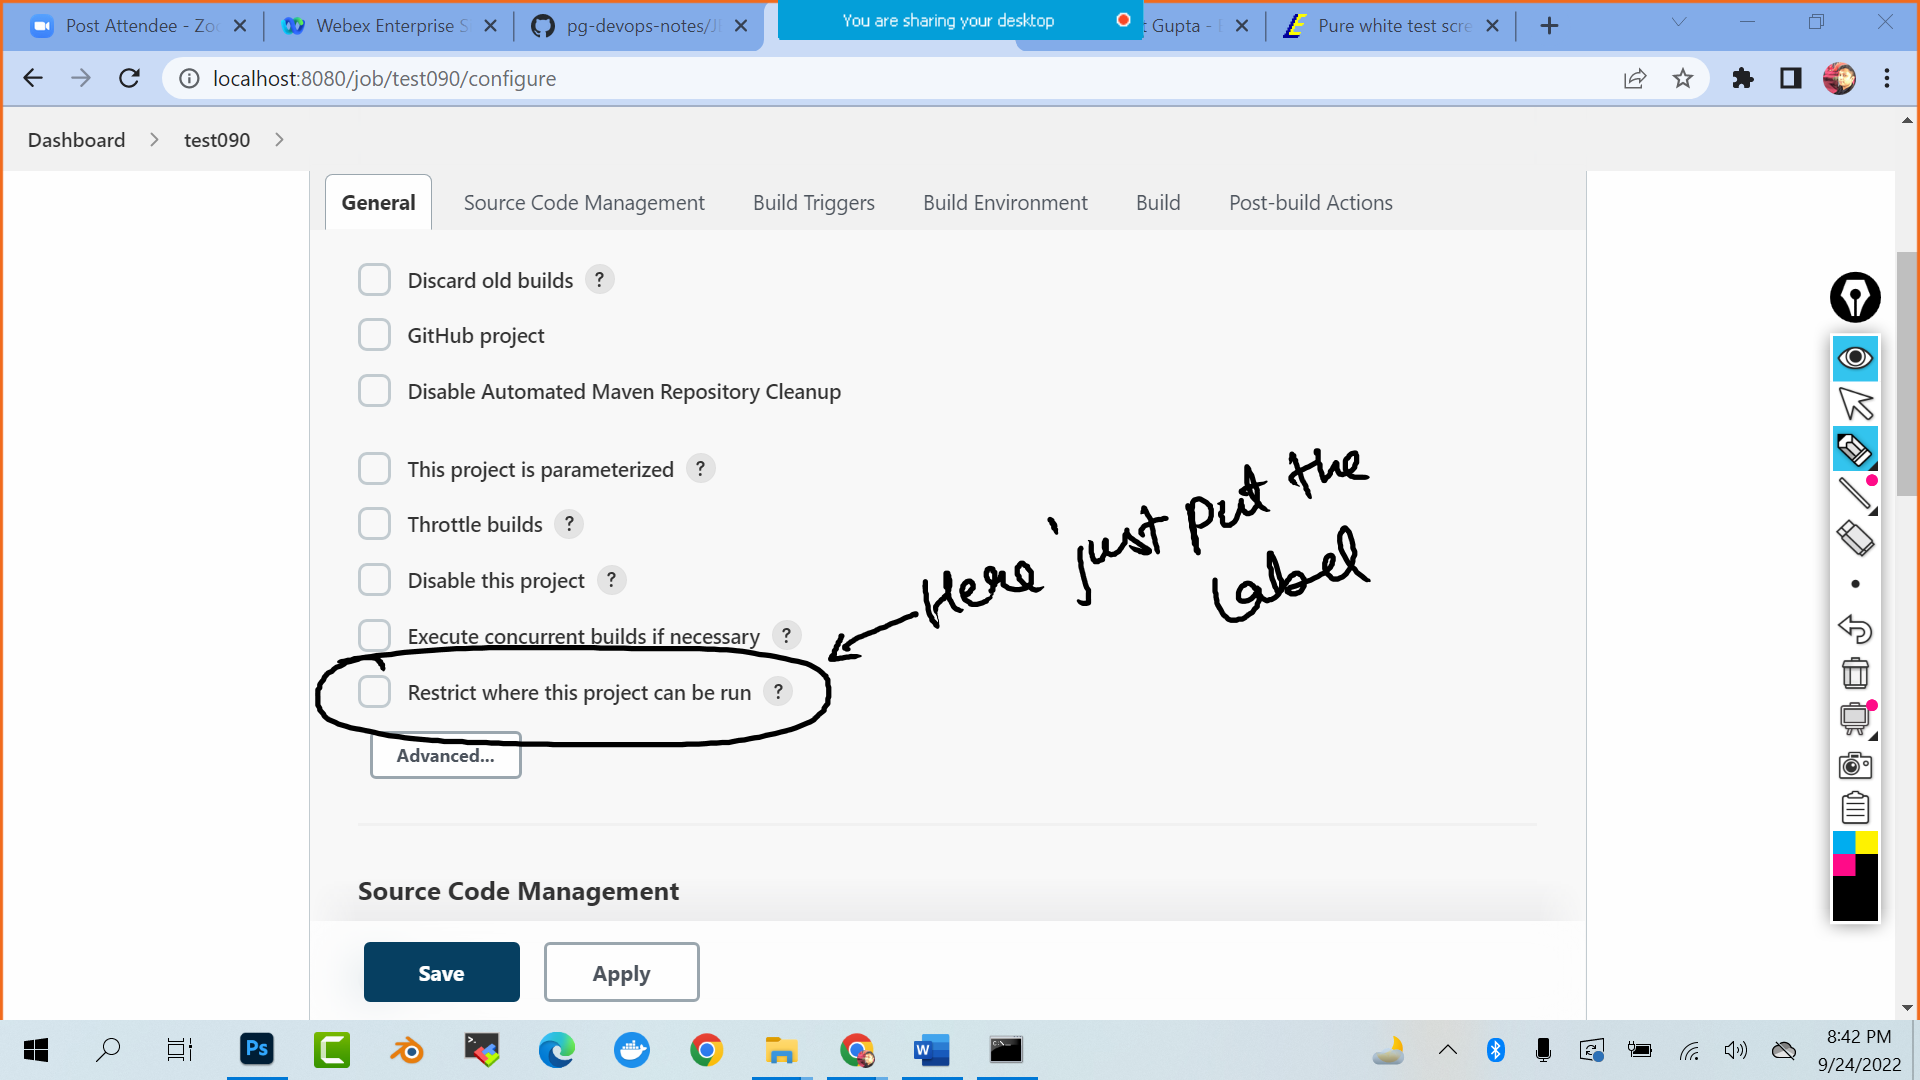 Post Attendee - Zoo
Webex Enterprise S
pg-devops-notes/JE
You are sharing your desktop
t Gupta -
Pure white test scre
localhost:8080/job/test090/configure
Dashboard
test090
General
Source Code Management
Build Triggers
Build Environment
Build
Post-build Actions
Discard old builds ?
GitHub project
Disable Automated Maven Repository Cleanup
This project is parameterized ?
Throttle builds ?
Disable this project ?
Execute concurrent builds if necessary ?
Restrict where this project can be run ?
Advanced...
Here just put the
Label
Source Code Management
Save
Apply
Ps
W
8:42 PM
9/24/2022